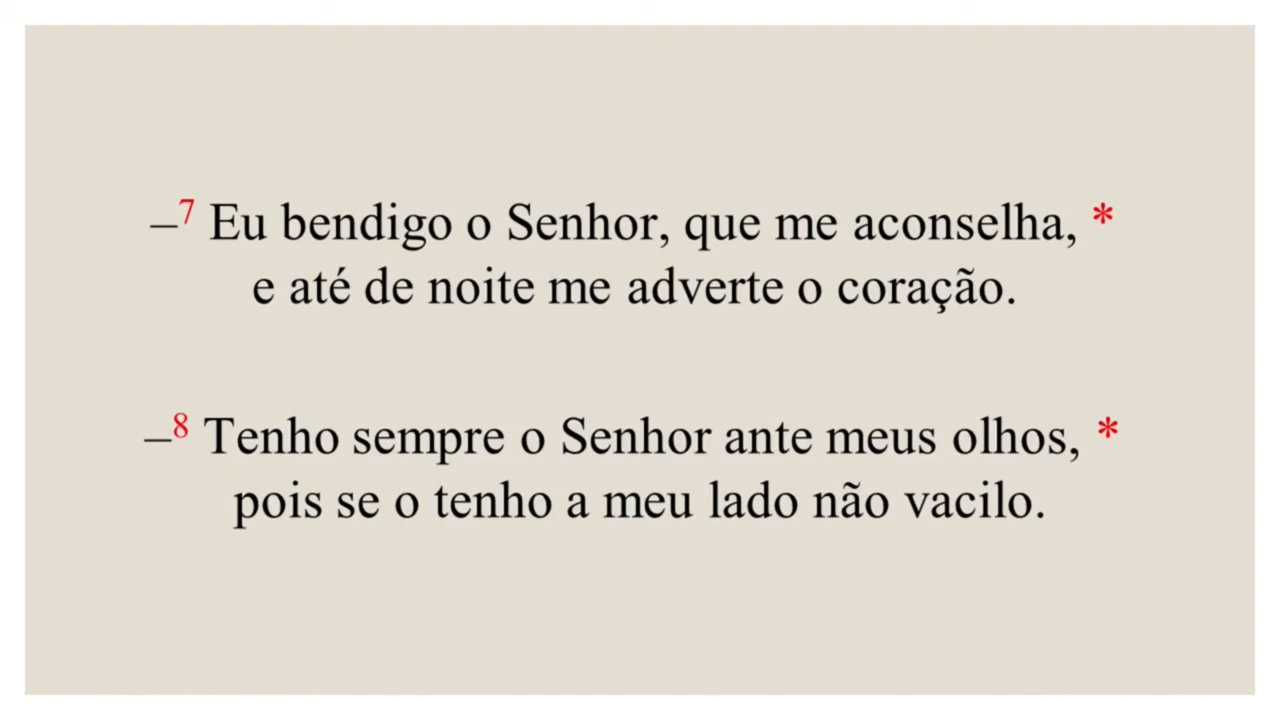 –7 Eu bendigo o Senhor, que me aconselha, *
e até de noite me adverte o coração.
–8 Tenho sempre o Senhor ante meus olhos, *
pois se o tenho a meu lado não vacilo.